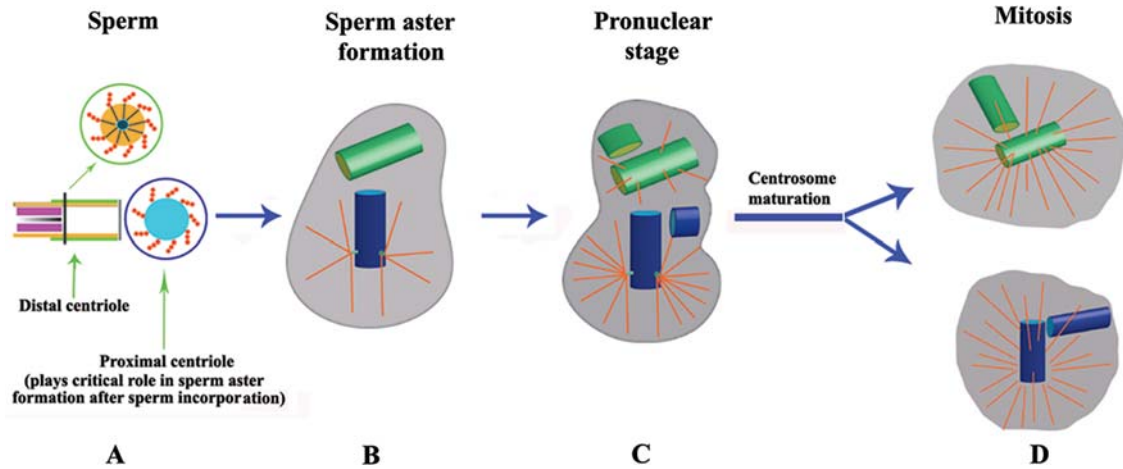 Sperm
Sperm aster
formation
Pronuclear
stage
Mitosis
Centrosome
maturation
Distal centriole
Proximal centriole
(plays critical role in sperm aster
formation after sperm incorporation)
A
B
C
D